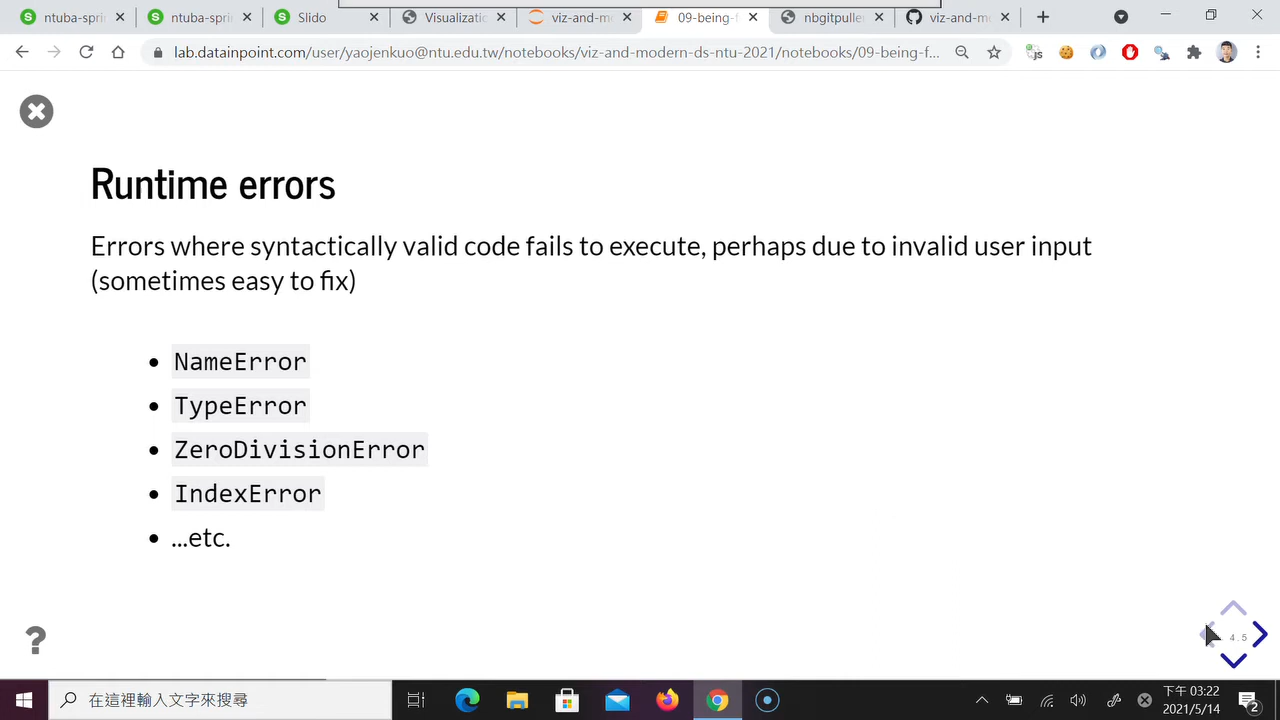 ntuba-spri
ntuba-spri
Slido
Visualizatio
viz-and-mo
09-being-f
nbgitpuller
viz-and-mo
lab.datainpoint.com/user/yaojenkuo@ntu.edu.tw/notebooks/viz-and-modern-ds-ntu-2021/notebooks/09-being-f...
Runtime errors
Errors where syntactically valid code fails to execute, perhaps due to invalid user input
(sometimes easy to fix)
NameError
TypeError
ZeroDivisionError
IndexError
...etc.
4.5
在這裡輸入文字來搜尋
下午 03:22
2021/5/14
2